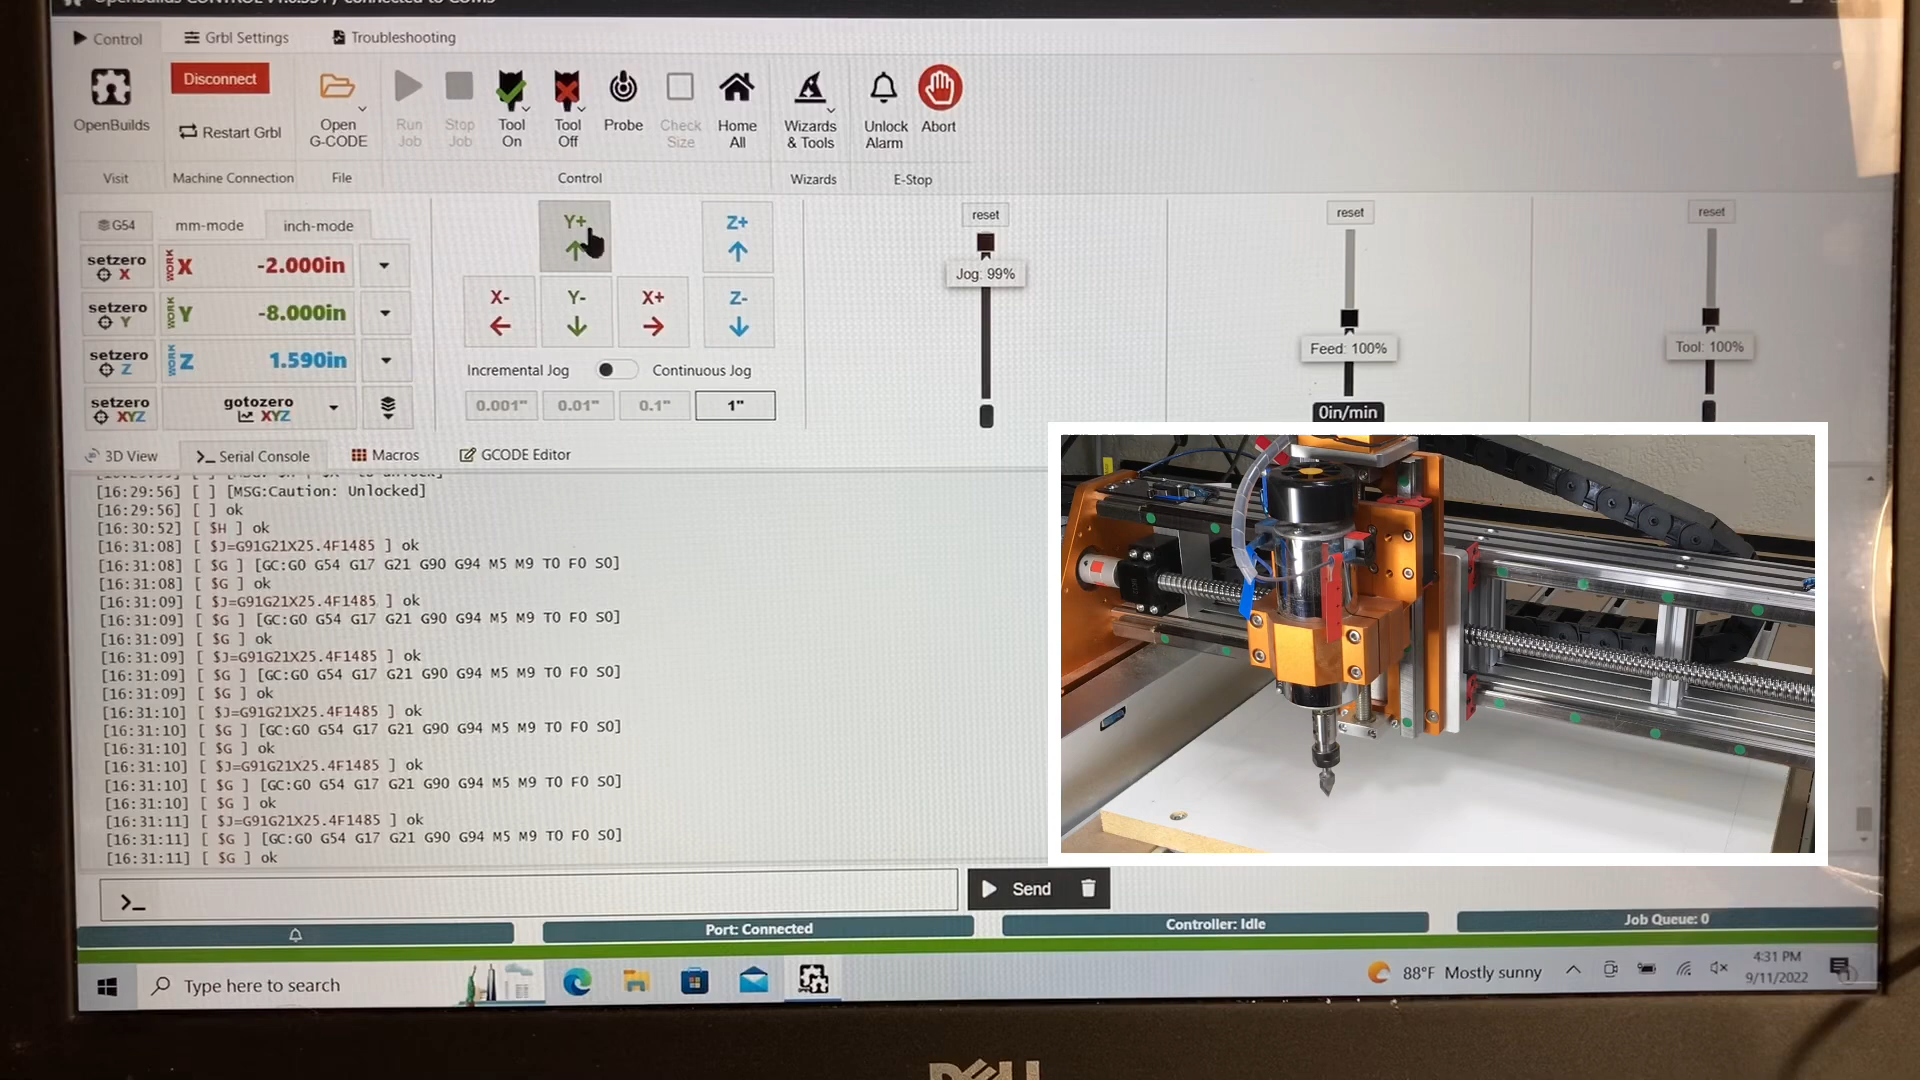 Control
Grbl Settings
Troubleshooting
OpenBuilds
Disconnect
Restart Grbl
Open
G-CODE
Run
Job
Stop
Job
Tool
On
Tool
Off
Probe
Check
Size
Home
All
Wizards
& Tools
Unlock
Alarm
Abort
Visit
Machine Connection
File
Control
Wizards
E-Stop
G54
mm-mode
inch-mode
setzero
X
WORK
X
-2.000in
setzero
Y
WORK
Y
-8.000in
setzero
Z
WORK
Z
1.590in
setzero
XYZ
gotozero
XYZ
Y+
Z+
X-
Y-
X+
Z-
Incremental Jog
Continuous Jog
0.001"
0.01"
0.1"
1"
reset
Jog: 99%
reset
Feed: 100%
0in/min
reset
Tool: 100%
3D View
Serial Console
Macros
GCODE Editor
[16:29:56] [ ] [MSG:Caution: Unlocked]
[16:29:56] [ ] ok
[16:30:52] [ $H ] ok
[16:31:08] [ $J=G91G21X25.4F1485 ] ok
[16:31:08] [ $G ] [GC:G0 G54 G17 G21 G90 G94 M5 M9 T0 F0 S0]
[16:31:08] [ $G ] ok
[16:31:09] [ $J=G91G21X25.4F1485 ] ok
[16:31:09] [ $G ] [GC:G0 G54 G17 G21 G90 G94 M5 M9 T0 F0 S0]
[16:31:09] [ $G ] ok
[16:31:09] [ $J=G91G21X25.4F1485 ] ok
[16:31:09] [ $G ] [GC:G0 G54 G17 G21 G90 G94 M5 M9 T0 F0 S0]
[16:31:09] [ $G ] ok
[16:31:10] [ $J=G91G21X25.4F1485 ] ok
[16:31:10] [ $G ] [GC:G0 G54 G17 G21 G90 G94 M5 M9 T0 F0 S0]
[16:31:10] [ $G ] ok
[16:31:10] [ $J=G91G21X25.4F1485 ] ok
[16:31:10] [ $G ] [GC:G0 G54 G17 G21 G90 G94 M5 M9 T0 F0 S0]
[16:31:10] [ $G ] ok
[16:31:11] [ $J=G91G21X25.4F1485 ] ok
[16:31:11] [ $G ] [GC:G0 G54 G17 G21 G90 G94 M5 M9 T0 F0 S0]
[16:31:11] [ $G ] ok
Send
Port: Connected
Controller: Idle
Job Queue: 0
Type here to search
88°F Mostly sunny
4:31 PM
9/11/2022
DELL